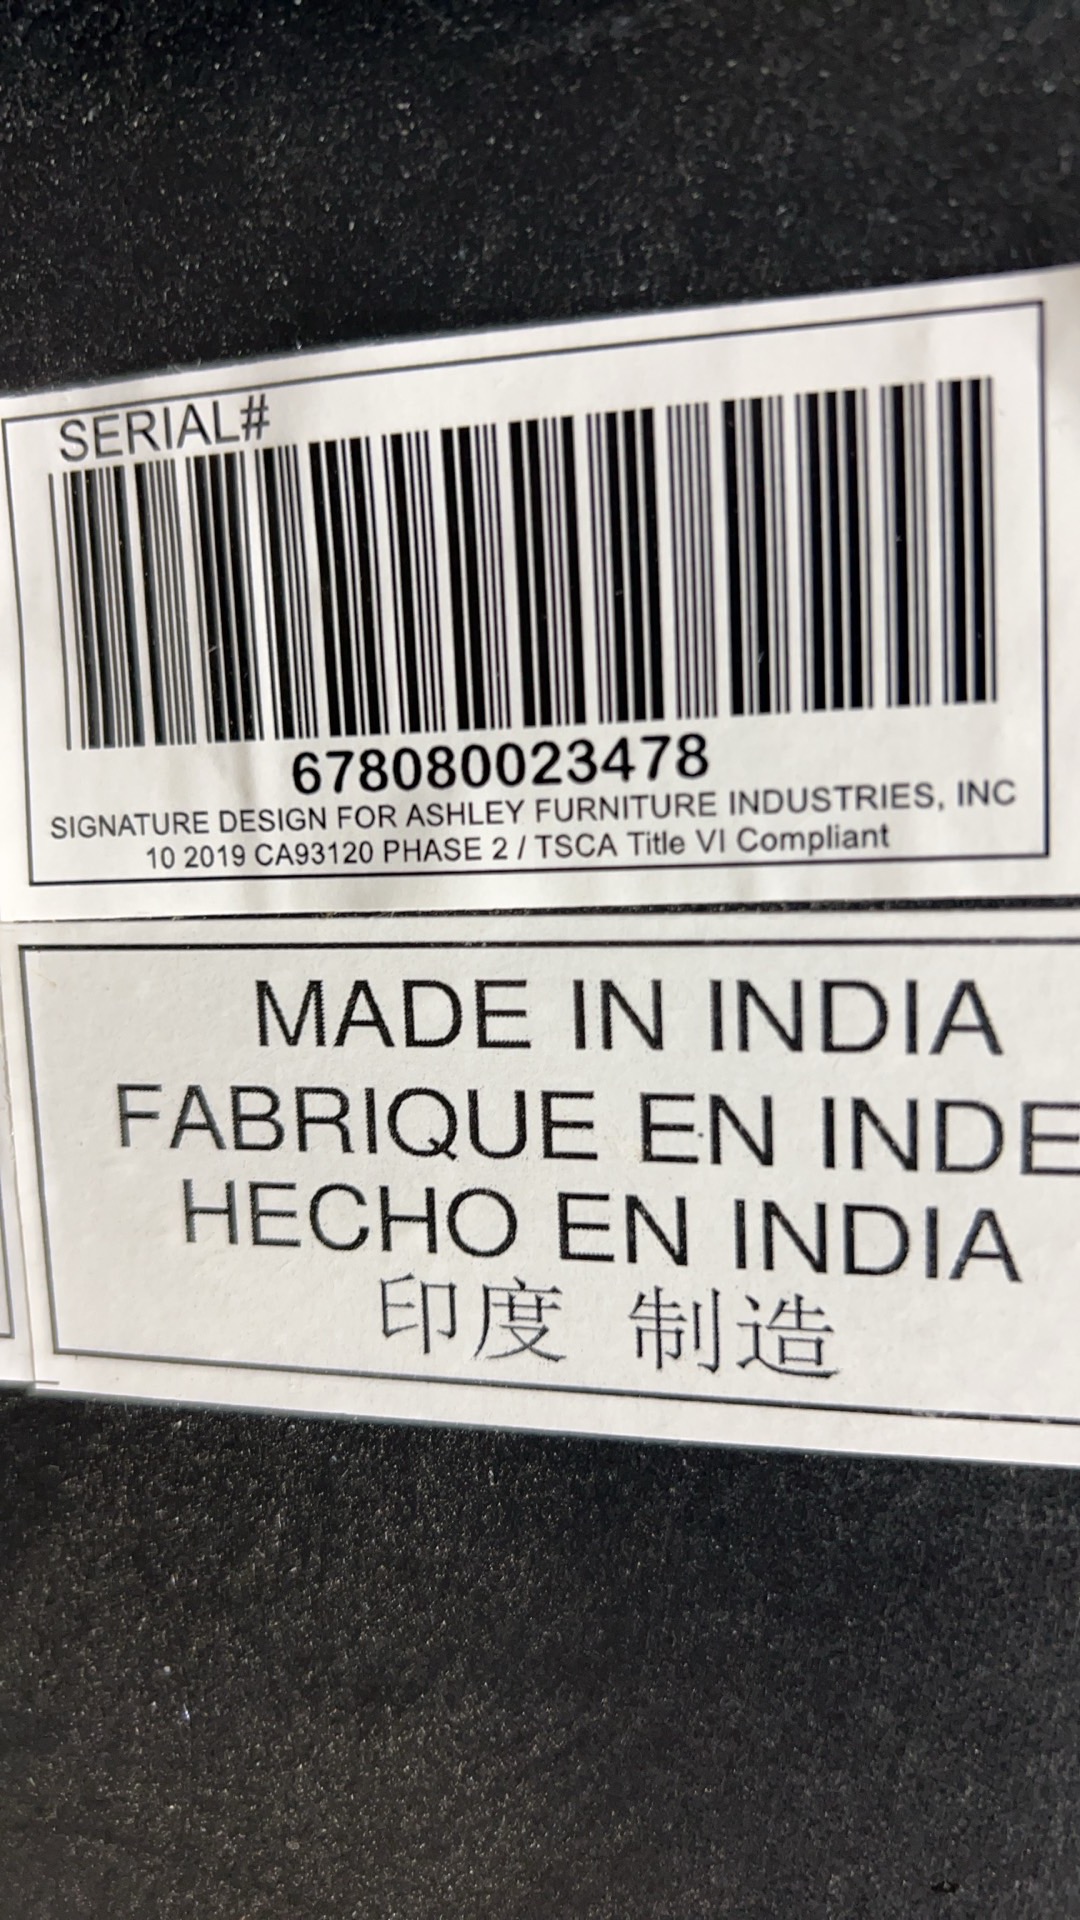 SERIAL#
678080023478
SIGNATURE DESIGN FOR ASHLEY FURNITURE INDUSTRIES, INC
10 2019 CA93120 PHASE 2 / TSCA Title VI Compliant
MADE IN INDIA
FABRIQUE EN INDE
HECHO EN INDIA
印度 制造